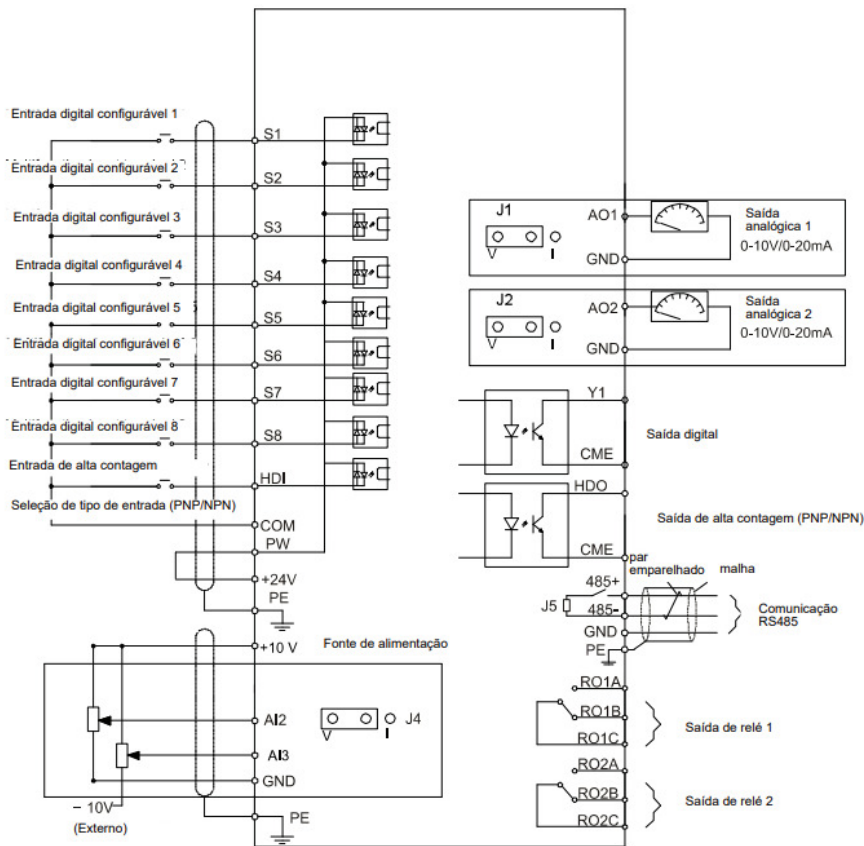 Entrada digital configurável 1
S1
Entrada digital configurável 2
S2
Entrada digital configurável 3
S3
Entrada digital configurável 4
S4
Entrada digital configurável 5
S5
Entrada digital configurável 6
S6
Entrada digital configurável 7
S7
Entrada digital configurável 8
S8
Entrada de alta contagem
HDI
Seleção de tipo de entrada (PNP/NPN)
COM
PW
+24V
PE
+10 V
Fonte de alimentação
AI2
V
I
J4
AI3
GND
– 10V
(Externo)
PE
J1
V
I
AO1
GND
Saída
analógica 1
0-10V/0-20mA
J2
V
I
AO2
GND
Saída
analógica 2
0-10V/0-20mA
Y1
CME
Saída digital
HDO
CME
Saída de alta contagem (PNP/NPN)
par
emparelhado
malha
485+
J5
485-
GND
PE
Comunicação
RS485
RO1A
RO1B
RO1C
Saída de relé 1
RO2A
RO2B
RO2C
Saída de relé 2